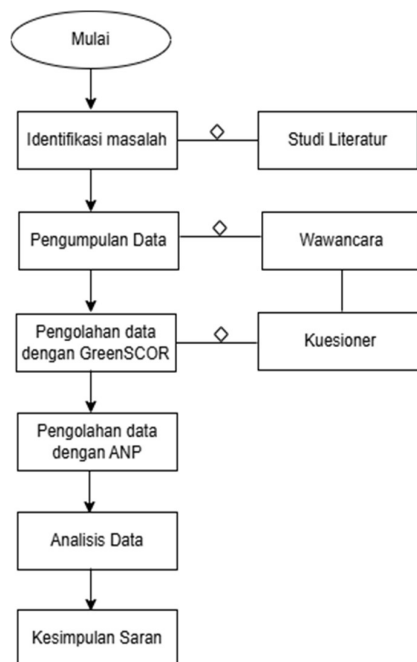 Mulai
Identifikasi masalah
Studi Literatur
Pengumpulan Data
Wawancara
Pengolahan data
dengan GreenSCOR
Kuesioner
Pengolahan data
dengan ANP
Analisis Data
Kesimpulan Saran